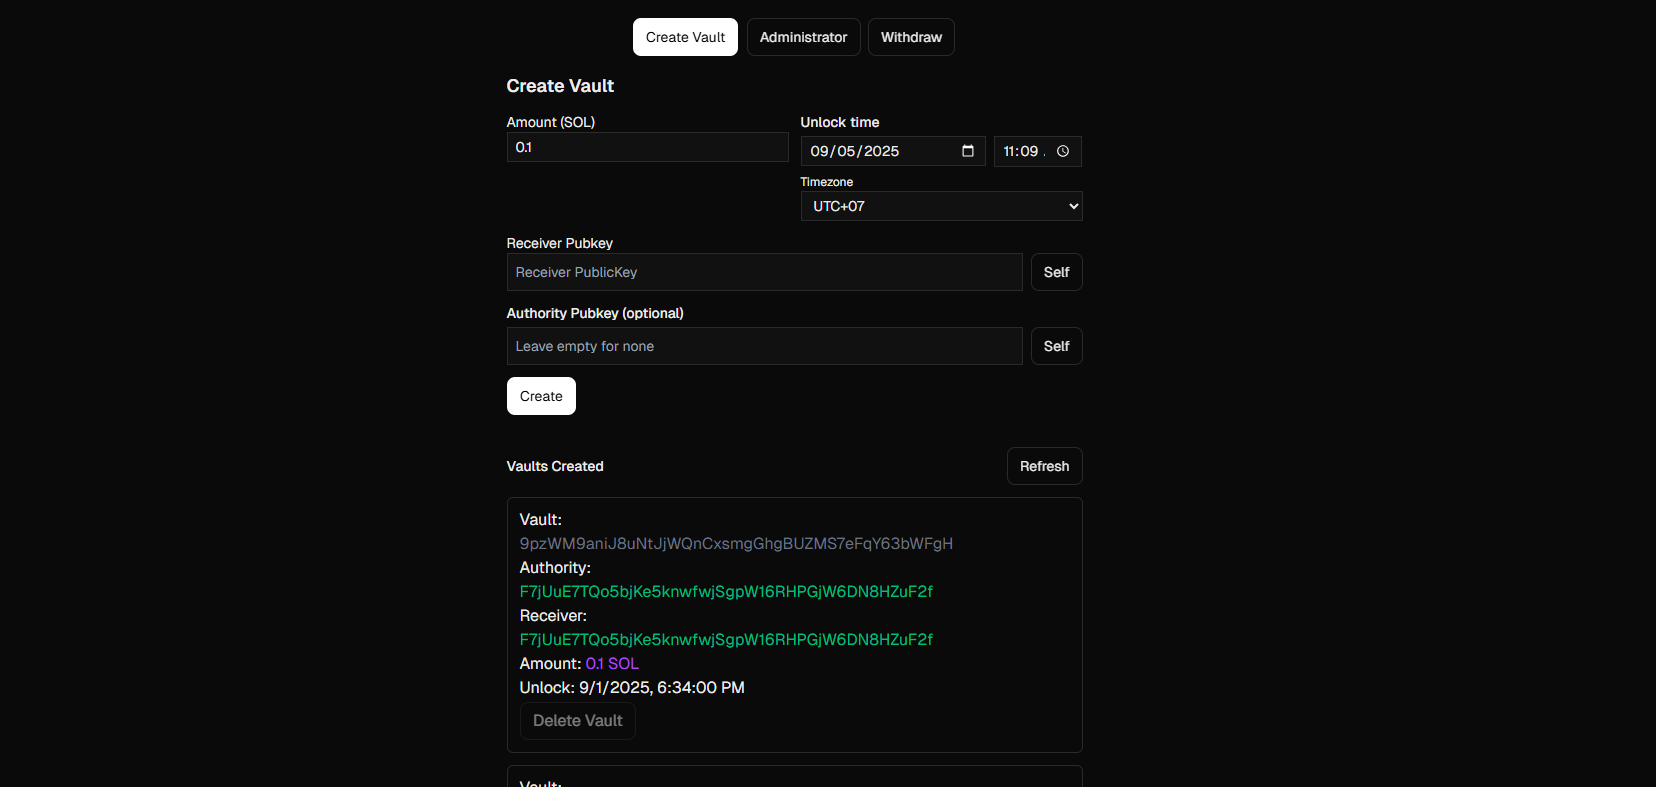 Create Vault Administrator Withdraw
Create Vault
Amount (SOL) Unlock time
0.1 09/05/2025 11:09
Timezone
UTC+07
Receiver Pubkey
Receiver PublicKey Self
Authority Pubkey (optional)
Leave empty for none Self
Create
Vaults Created Refresh
Vault:
9pzWM9aniJ8uNtJjWQnCxsmgGhgBUZMS7eFqY63bWFgH
Authority:
F7jUuE7TQo5bjKe5knwfwjSgpW16RHPGjW6DN8HZuF2f
Receiver:
F7jUuE7TQo5bjKe5knwfwjSgpW16RHPGjW6DN8HZuF2f
Amount: 0.1 SOL
Unlock: 9/1/2025, 6:34:00 PM
Delete Vault
Vault: